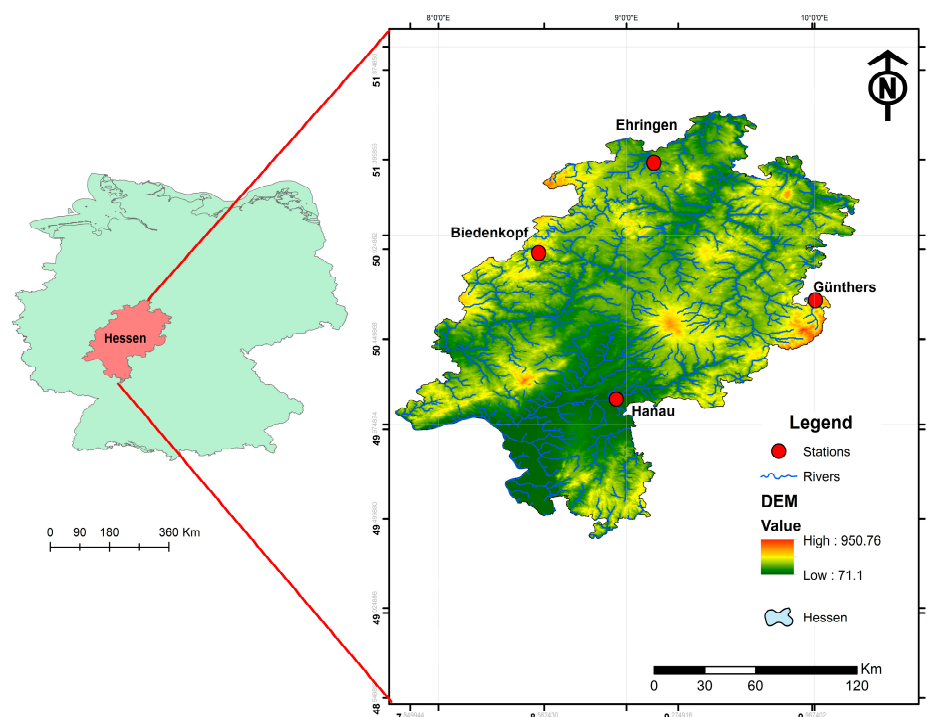 8°0'0"E 9°0'0"E 10°0'0"E
N
51
Ehringen
51
Biedenkopf
50
Günthers
Hessen
50
Hanau
49
Legend
Stations
Rivers
DEM
Value
High : 950.76
Low : 71.1
49
0 90 180 360 Km
49
Hessen
Km
0 30 60 120
48